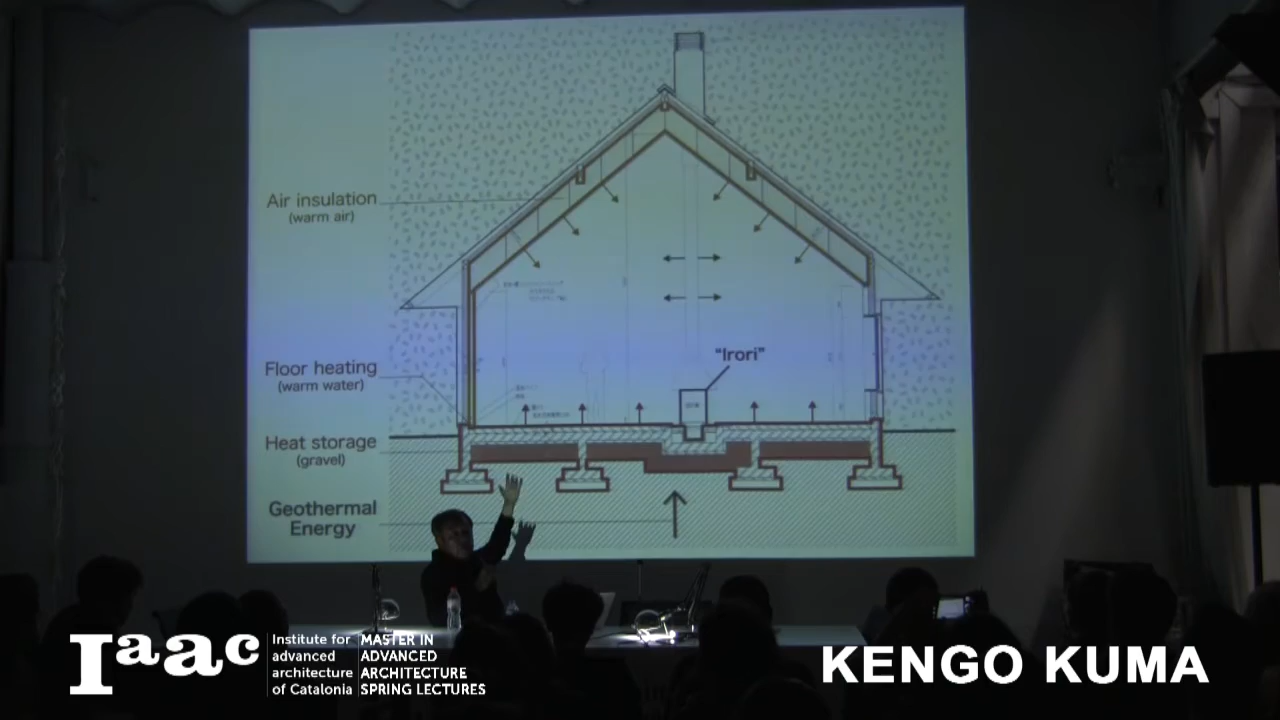 Air insulation
(warm air)
"Irori"
Floor heating
(warm water)
Heat storage
(gravel)
Geothermal
Energy
Iaac
Institute for
advanced
architecture
of Catalonia
MASTER IN
ADVANCED
ARCHITECTURE
SPRING LECTURES
KENGO KUMA